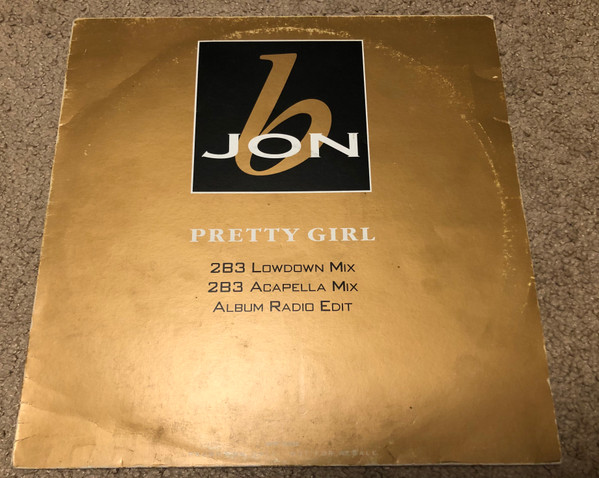 b
JON
PRETTY GIRL
2B3 LOWDOWN MIX
2B3 ACAPELLA MIX
ALBUM RADIO EDIT